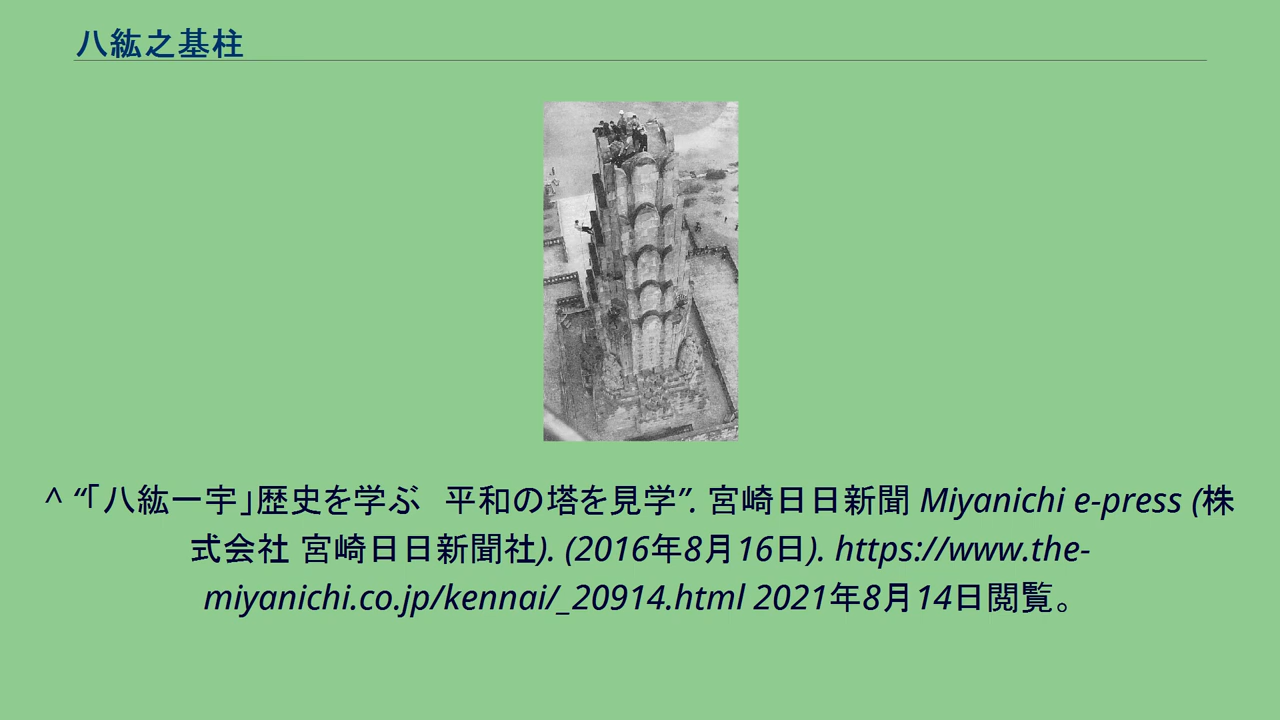 八紘之基柱
^ “「八紘一宇」歴史を学ぶ　平和の塔を見学”. 宮崎日日新聞 Miyanichi e-press (株
式会社 宮崎日日新聞社). (2016年8月16日). https://www.the-
miyanichi.co.jp/kennai/_20914.html 2021年8月14日閲覧。